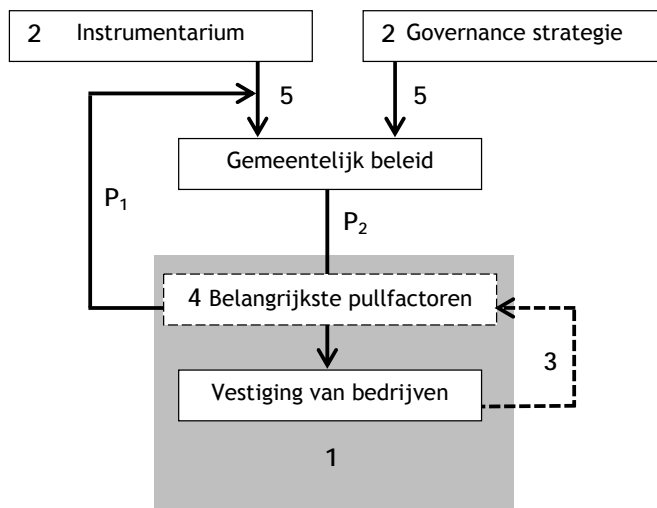 2 Instrumentarium
2 Governance strategie
5
5
Gemeentelijk beleid
P₁
P₂
4 Belangrijkste pullfactoren
3
Vestiging van bedrijven
1